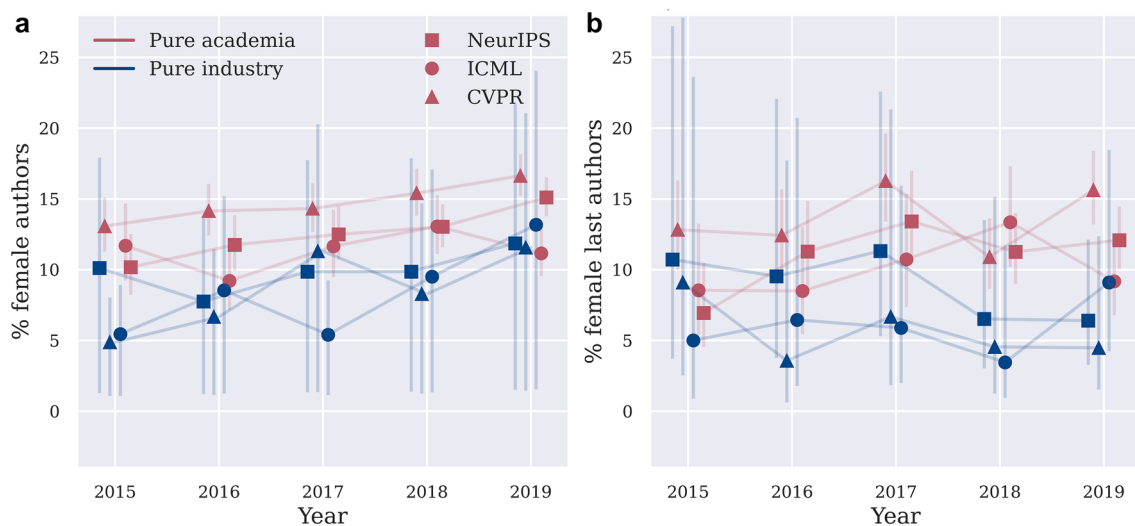 a
Pure academia
Pure industry
NeurIPS
ICML
CVPR
% female authors
25
20
15
10
5
0
2015 2016 2017 2018 2019
Year
b
% female last authors
25
20
15
10
5
0
2015 2016 2017 2018 2019
Year